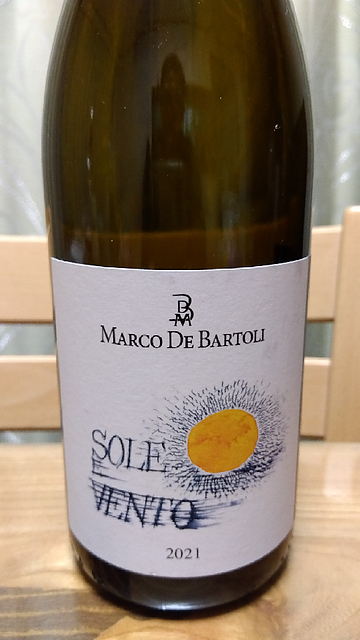 MARCO DE BARTOLI
SOLE
E
VENTO
2021